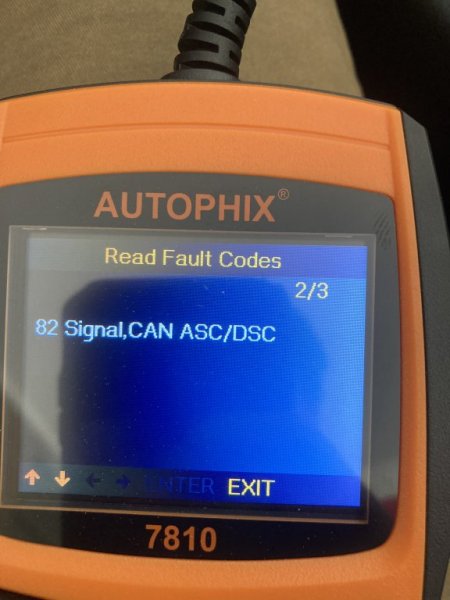 AUTOPHIX®
Read Fault Codes
2/3
82 Signal,CAN ASC/DSC
ENTER EXIT
7810